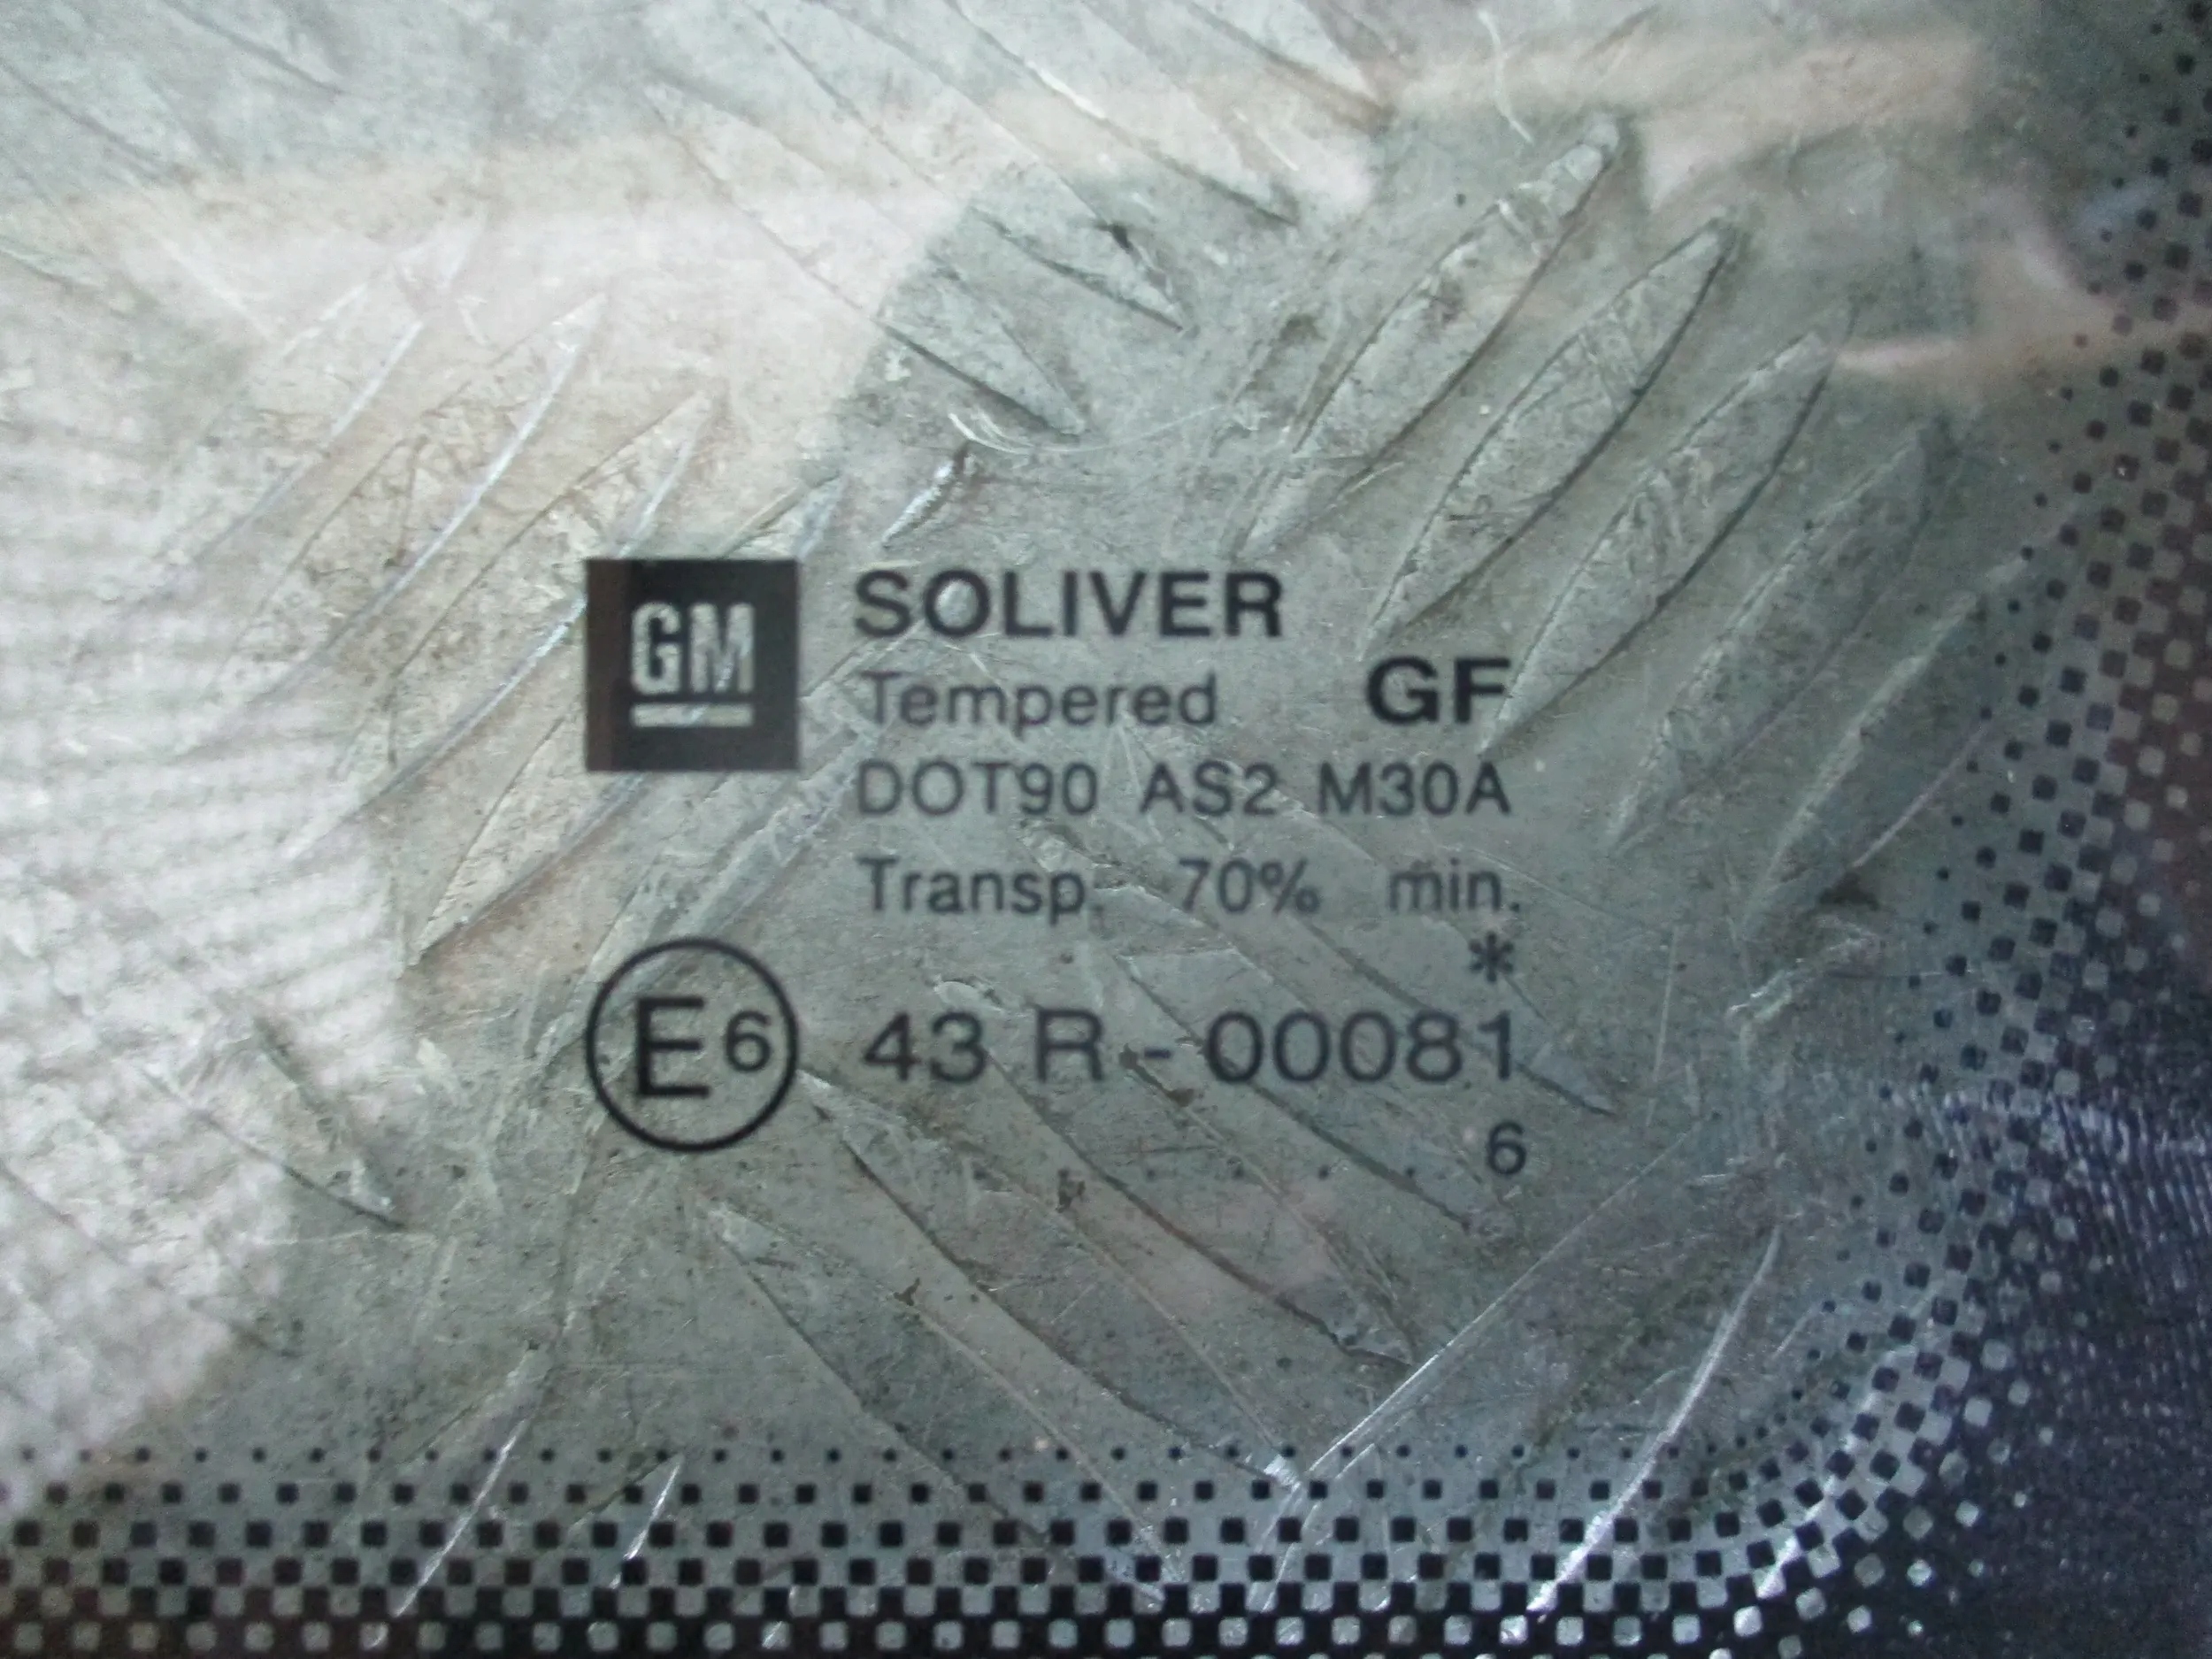 GM
SOLIVER
Tempered GF
DOT90 AS2 M30A
Transp. 70% min.
*
E6 43 R - 00081
6